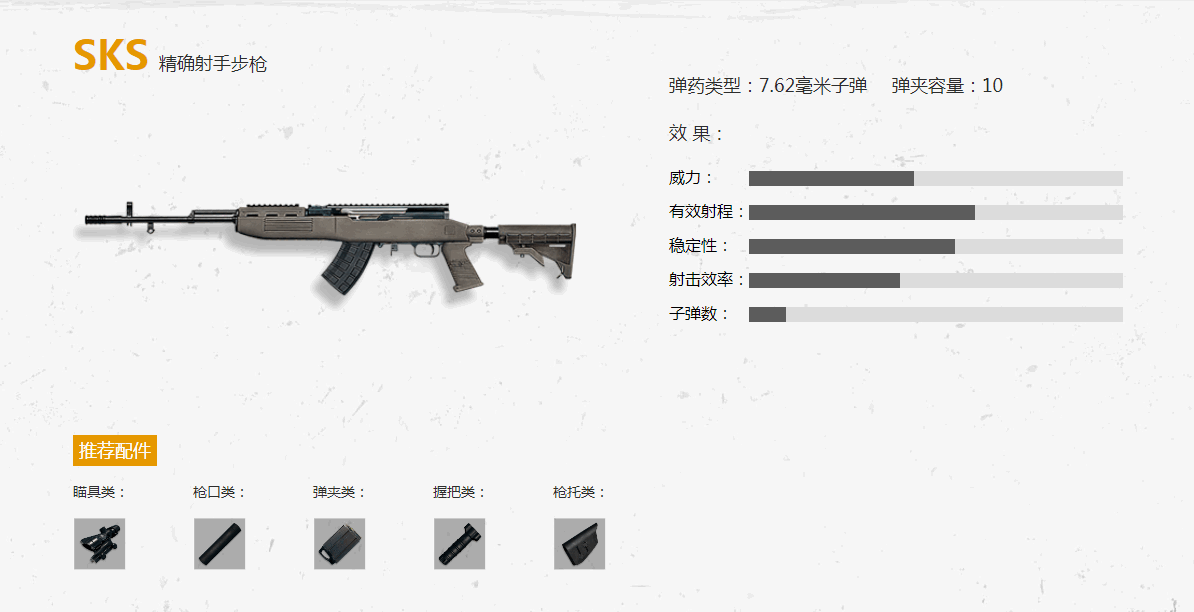 SKS 精确射手步枪
弹药类型：7.62毫米子弹 弹夹容量：10
效 果：
威力：
有效射程：
稳定性：
射击效率：
子弹数：
推荐配件
瞄具类： 枪口类： 弹夹类： 握把类： 枪托类：